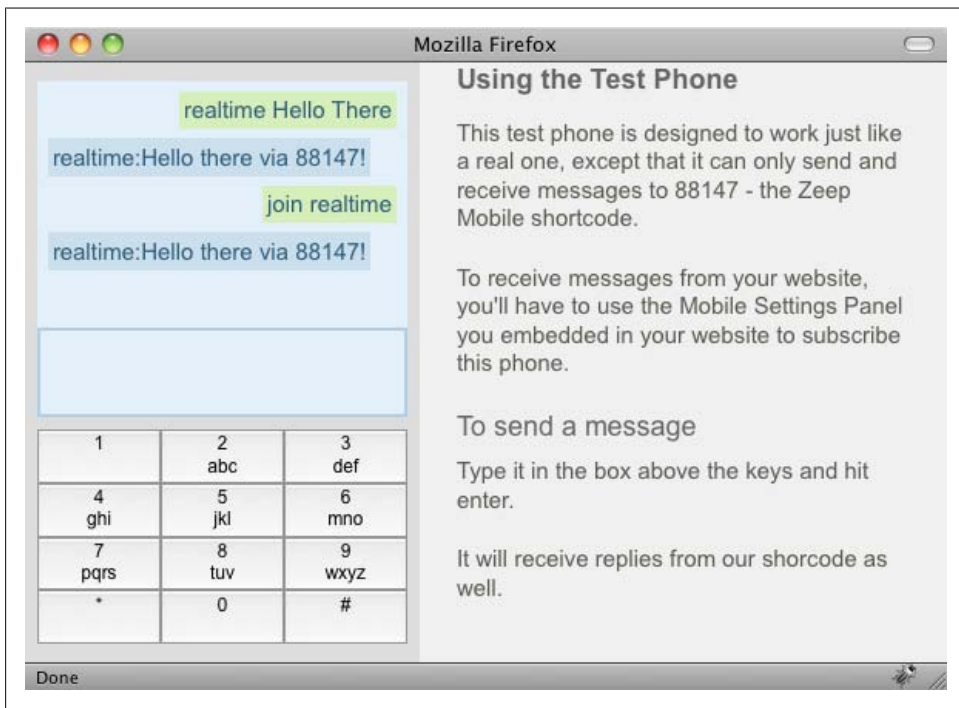 Mozilla Firefox
realtime Hello There
realtime:Hello there via 88147!
join realtime
realtime:Hello there via 88147!
1
2
abc
3
def
4
ghi
5
jkl
6
mno
7
pqrs
8
tuv
9
wxyz
*
0
#
Using the Test Phone
This test phone is designed to work just like
a real one, except that it can only send and
receive messages to 88147 - the Zeep
Mobile shortcode.
To receive messages from your website,
you'll have to use the Mobile Settings Panel
you embedded in your website to subscribe
this phone.
To send a message
Type it in the box above the keys and hit
enter.
It will receive replies from our shorcode as
well.
Done